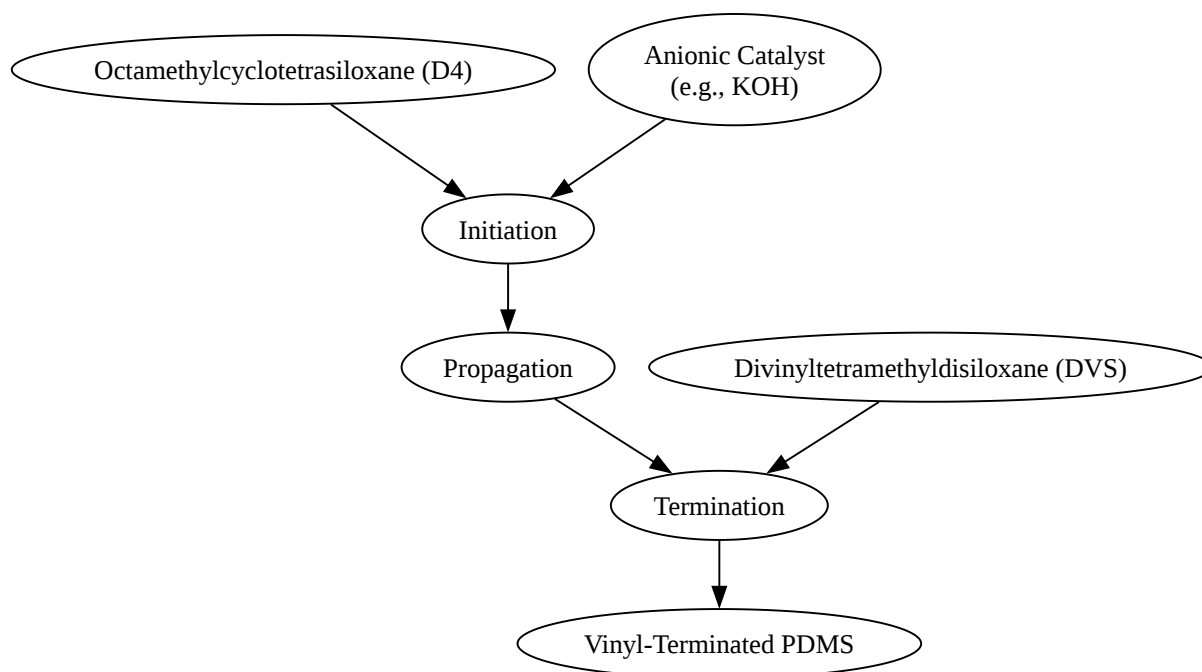 Octamethylcyclotetrasiloxane (D4)
Anionic Catalyst
(e.g., KOH)
Initiation
Propagation
Divinyltetramethyldisiloxane (DVS)
Termination
Vinyl-Terminated PDMS